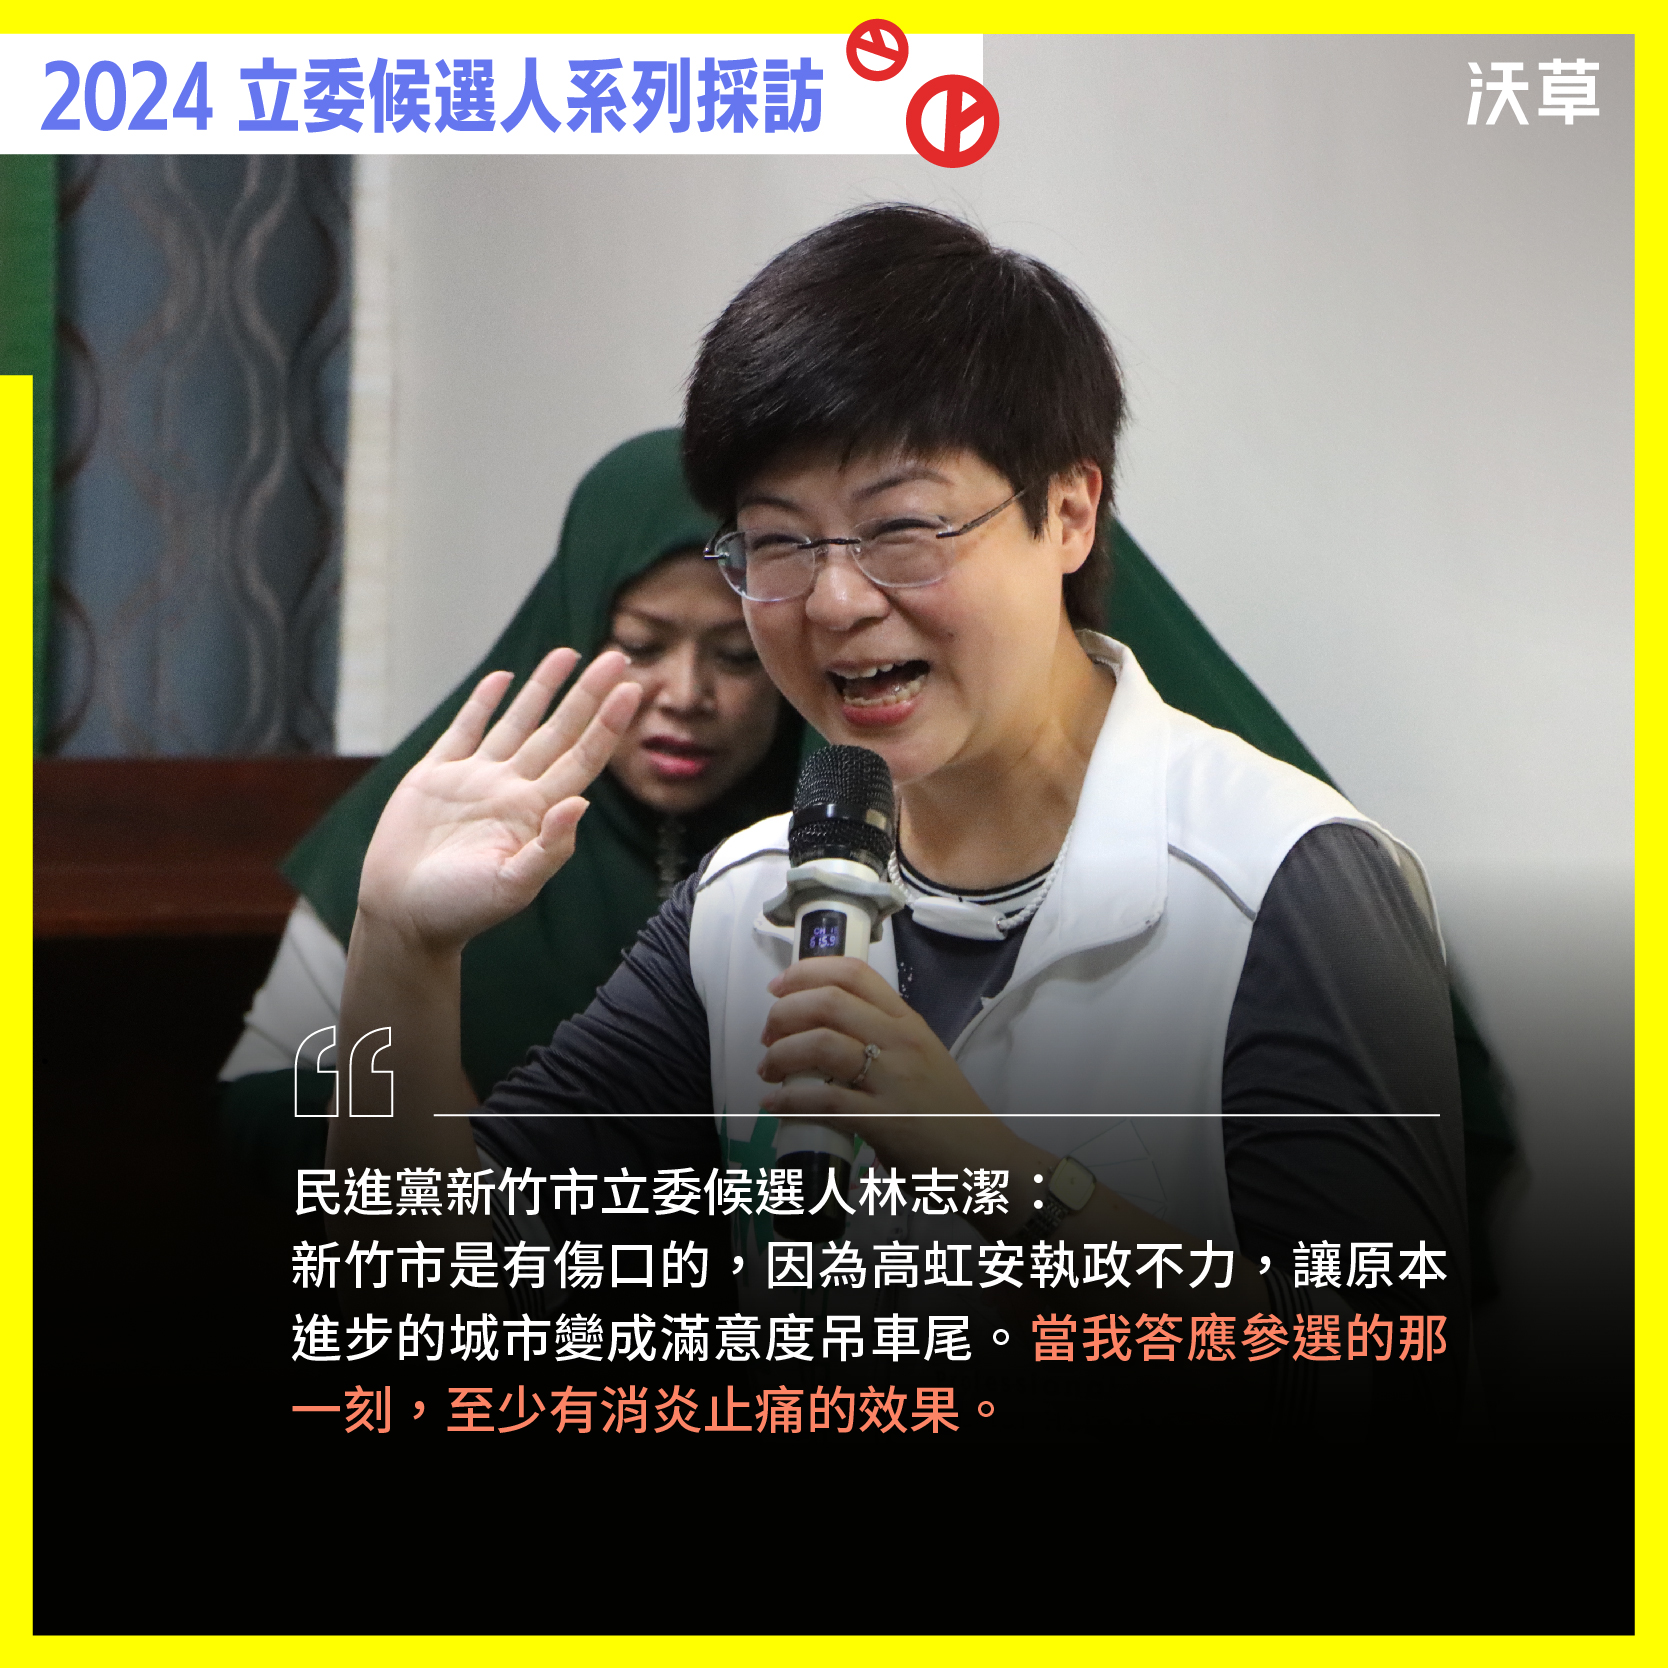 2024 立委候選人系列採訪
沃草
民進黨新竹市立委候選人林志潔：
新竹市是有傷口的，因為高虹安執政不力，讓原本
進步的城市變成滿意度吊車尾。當我答應參選的那
一刻，至少有消炎止痛的效果。